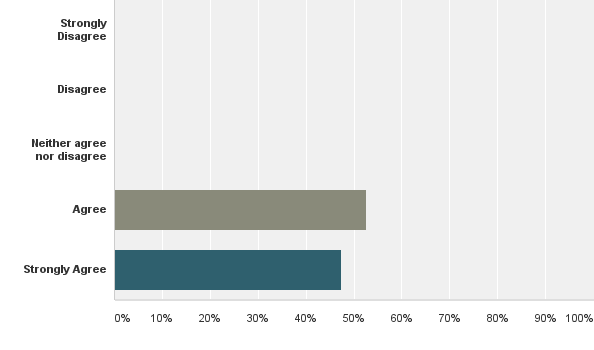 Strongly
Disagree
Disagree
Neither agree
nor disagree
Agree
Strongly Agree
0% 10% 20% 30% 40% 50% 60% 70% 80% 90% 100%